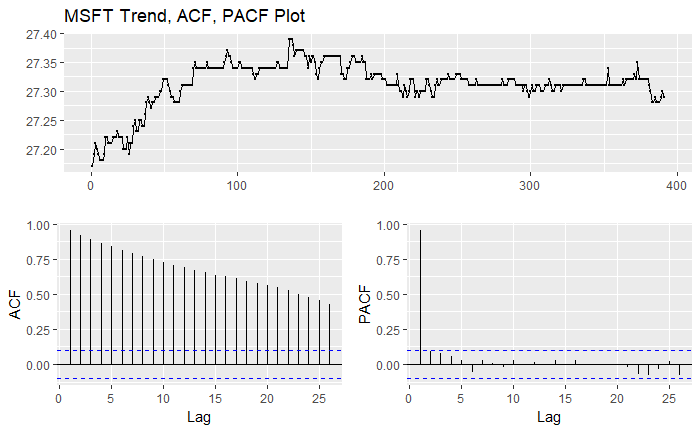 MSFT Trend, ACF, PACF Plot
27.40
27.35
27.30
27.25
27.20
0 100 200 300 400
1.00 1.00
0.75 0.75
ACF 0.50 PACF 0.50
0.25 0.25
0.00 0.00
0 5 10 15 20 25 0 5 10 15 20 25
Lag Lag